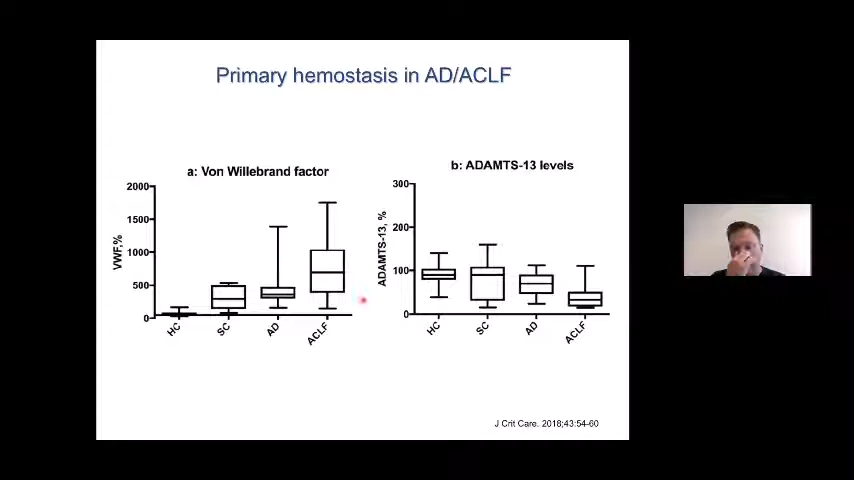 Primary hemostasis in AD/ACLF
a: Von Willebrand factor
2000
1500
1000
500
0
VWF,%
HC
SC
AD
ACLF
b: ADAMTS-13 levels
300
200
100
0
ADAMTS-13, %
HC
SC
AD
ACLF
J Crit Care. 2018;43:54-60